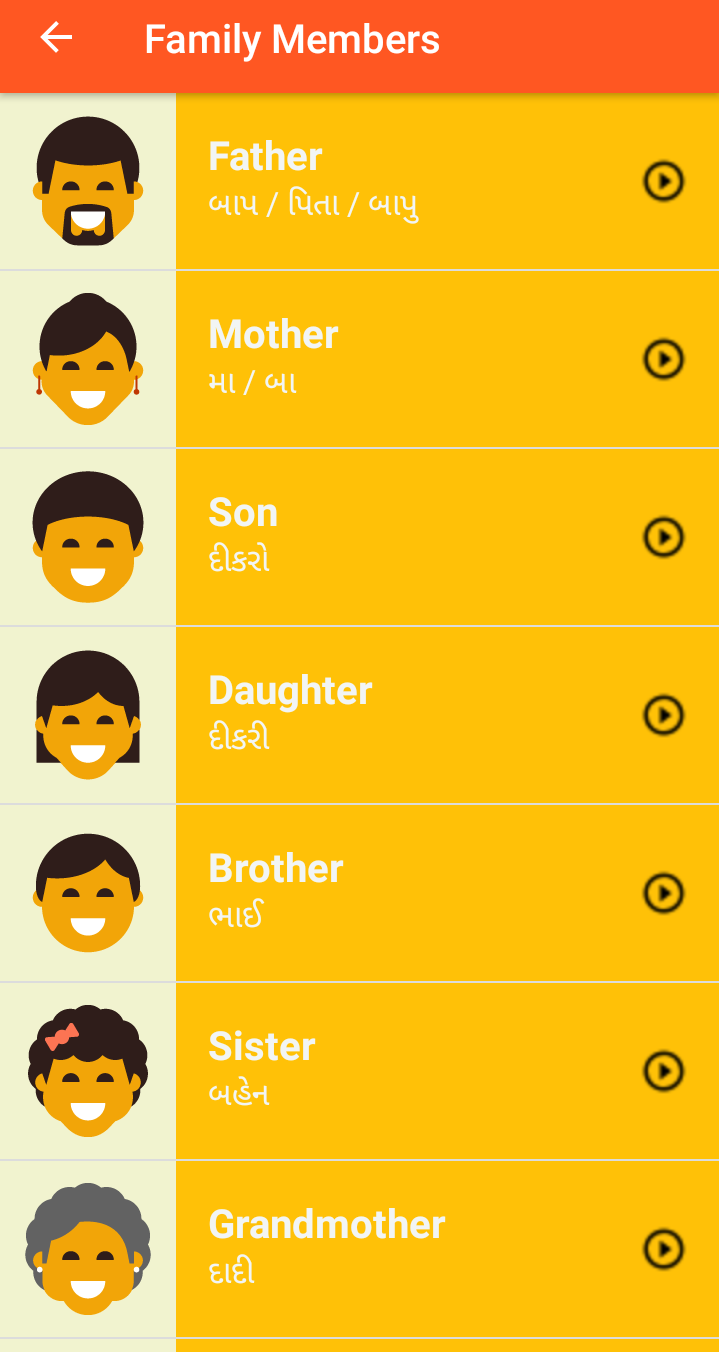 Family Members
Father
બાપ / પિતા / બાપુ
Mother
મા / બા
Son
દીકરો
Daughter
દીકરી
Brother
ભાઈ
Sister
બહેન
Grandmother
દાદી